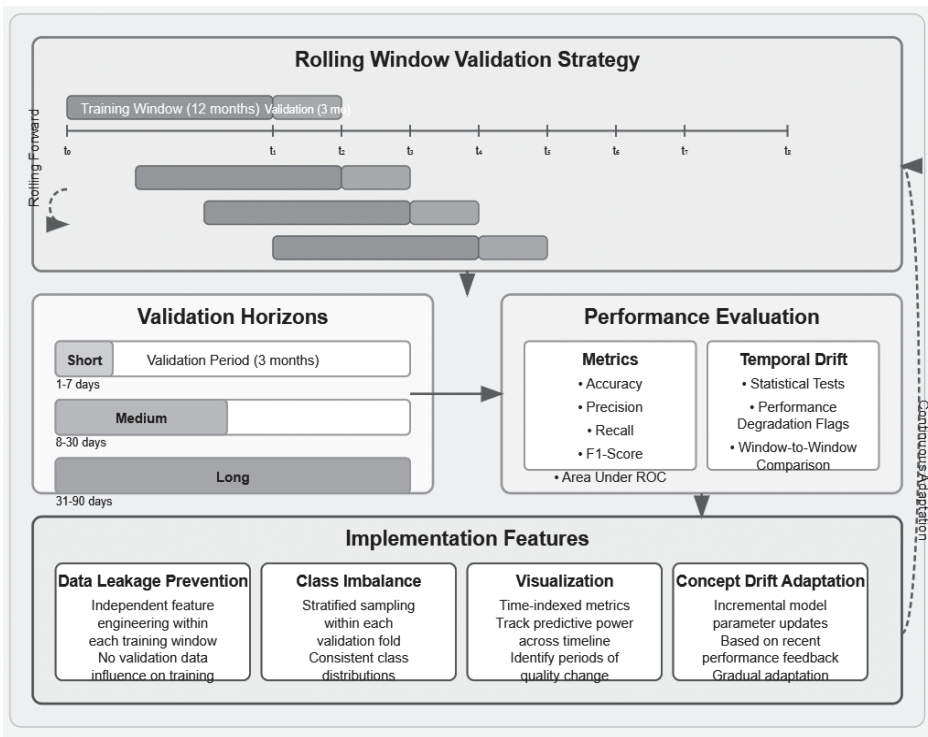 Rolling Window Validation Strategy
Training Window (12 months)
Validation (3 mo)
Rolling Forward
t₀
t₁
t₂
t₃
t₄
t₅
t₆
t₇
t₈
Validation Horizons
Short
Validation Period (3 months)
1-7 days
Medium
8-30 days
Long
31-90 days
Performance Evaluation
Metrics
• Accuracy
• Precision
• Recall
• F1-Score
• Area Under ROC
Temporal Drift
• Statistical Tests
• Performance
Degradation Flags
• Window-to-Window
Comparison
Continuous Adaptation
Implementation Features
Data Leakage Prevention
Independent feature
engineering within
each training window
No validation data
influence on training
Class Imbalance
Stratified sampling
within each
validation fold
Consistent class
distributions
Visualization
Time-indexed metrics
Track predictive power
across timeline
Identify periods of
quality change
Concept Drift Adaptation
Incremental model
parameter updates
Based on recent
performance feedback
Gradual adaptation